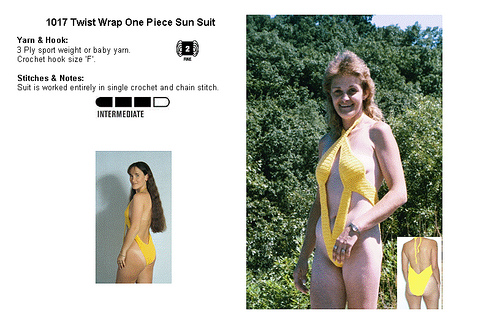 1017 Twist Wrap One Piece Sun Suit
Yarn & Hook:
3 Ply sport weight or baby yarn.
Crochet hook size 'F'.
2
FINE
Stitches & Notes:
Suit is worked entirely in single crochet and chain stitch.
INTERMEDIATE